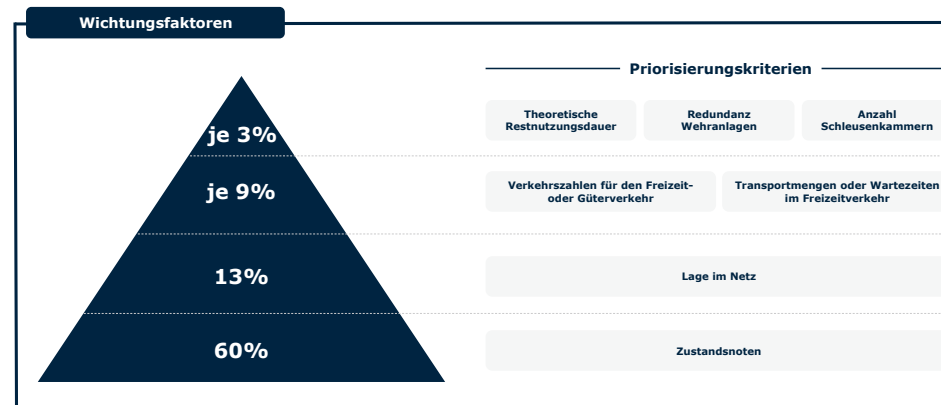 Wichtungsfaktoren
Priorisierungskriterien
je 3%
Theoretische
Restnutzungsdauer
Redundanz
Wehranlagen
Anzahl
Schleusenkammern
je 9%
Verkehrszahlen für den Freizeit-
oder Güterverkehr
Transportmengen oder Wartezeiten
im Freizeitverkehr
13%
Lage im Netz
60%
Zustandsnoten